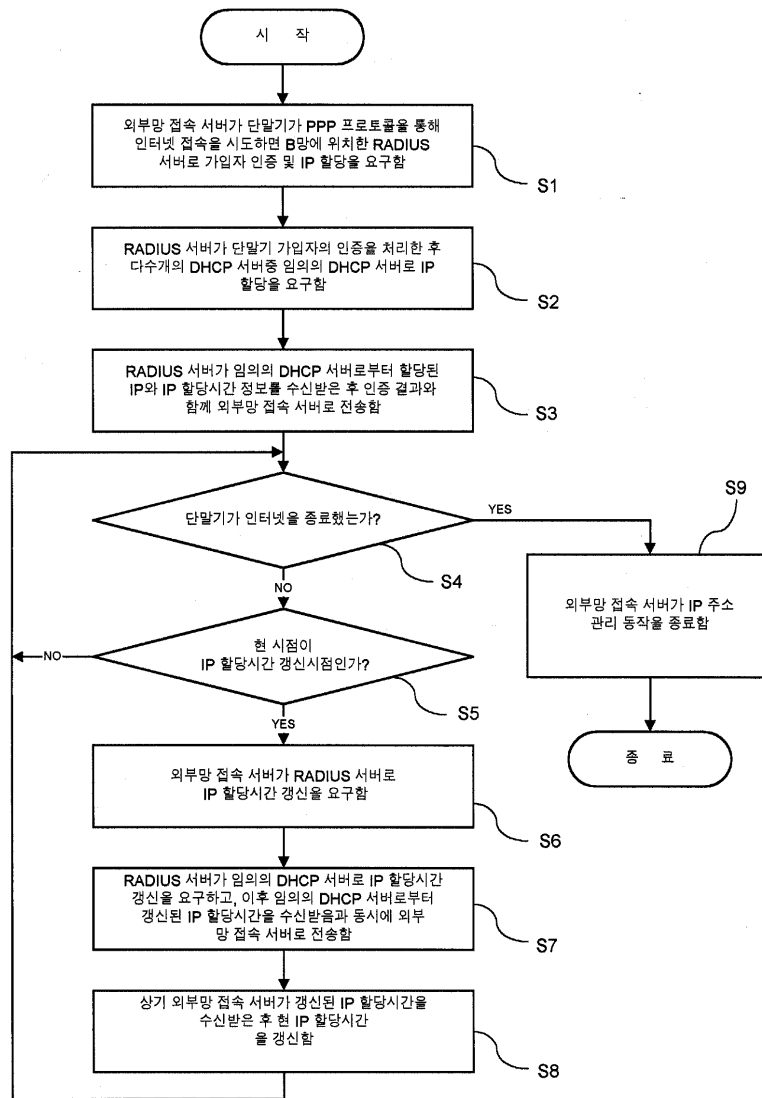 시 작
외부망 접속 서버가 단말기가 PPP 프로토콜을 통해
인터넷 접속을 시도하면 B망에 위치한 RADIUS
서버로 가입자 인증 및 IP 할당을 요구함
S1
RADIUS 서버가 단말기 가입자의 인증을 처리한 후
다수개의 DHCP 서버중 임의의 DHCP 서버로 IP
할당을 요구함
S2
RADIUS 서버가 임의의 DHCP 서버로부터 할당된
IP와 IP 할당시간 정보를 수신받은 후 인증 결과와
함께 외부망 접속 서버로 전송함
S3
단말기가 인터넷을 종료했는가?
YES
S4
NO
S9
외부망 접속 서버가 IP 주소
관리 동작을 종료함
현 시점이
IP 할당시간 갱신시점인가?
NO
S5
YES
종 료
외부망 접속 서버가 RADIUS 서버로
IP 할당시간 갱신을 요구함
S6
RADIUS 서버가 임의의 DHCP 서버로 IP 할당시간
갱신을 요구하고, 이후 임의의 DHCP 서버로부터
갱신된 IP 할당시간을 수신받음과 동시에 외부
망 접속 서버로 전송함
S7
상기 외부망 접속 서버가 갱신된 IP 할당시간을
수신받은 후 현 IP 할당시간
을 갱신함
S8